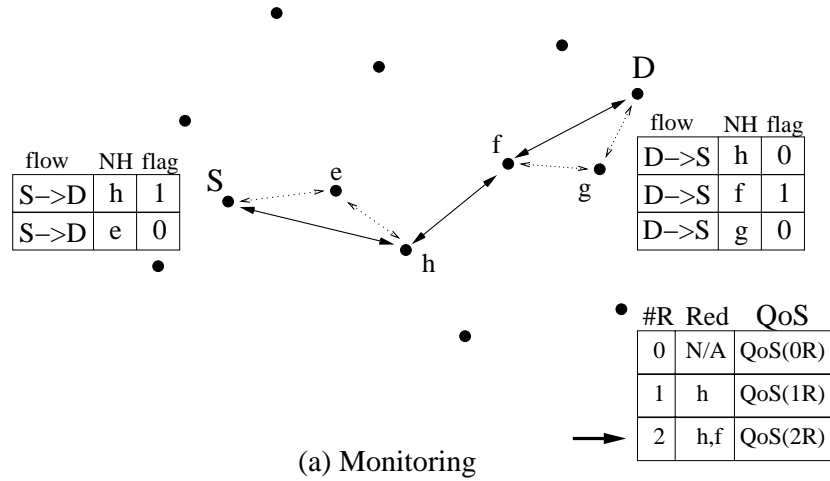 D
flow NH flag
D->S h 0
D->S f 1
D->S g 0
f
g
flow NH flag
S->D h 1
S->D e 0
S
e
h
#R Red QoS
0 N/A QoS(0R)
1 h QoS(1R)
2 h,f QoS(2R)
(a) Monitoring